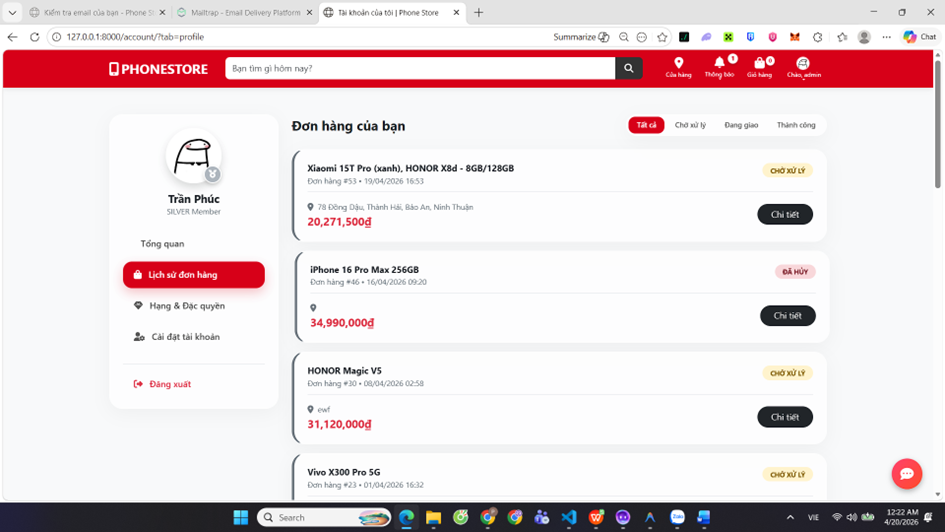 Kiểm tra email của bạn - Phone St
Mailtrap - Email Delivery Platform
Tài khoản của tôi | Phone Store
127.0.0.1:8000/account/?tab=profile
Summarize
Chat
PHONESTORE
Bạn tìm gì hôm nay?
Cửa hàng
1
Thông báo
0
Giỏ hàng
Chào, admin
Trần Phúc
SILVER Member
Tổng quan
Lịch sử đơn hàng
Hạng & Đặc quyền
Cài đặt tài khoản
Đăng xuất
Đơn hàng của bạn
Tất cả
Chờ xử lý
Đang giao
Thành công
Xiaomi 15T Pro (xanh), HONOR X8d - 8GB/128GB
CHỜ XỬ LÝ
Đơn hàng #53 • 19/04/2026 16:53
78 Đồng Dậu, Thành Hải, Bảo An, Ninh Thuận
20,271,500₫
Chi tiết
iPhone 16 Pro Max 256GB
ĐÃ HỦY
Đơn hàng #46 • 16/04/2026 09:20
34,990,000₫
Chi tiết
HONOR Magic V5
CHỜ XỬ LÝ
Đơn hàng #30 • 08/04/2026 02:58
ewf
31,120,000₫
Chi tiết
Vivo X300 Pro 5G
CHỜ XỬ LÝ
Đơn hàng #23 • 01/04/2026 16:32
Search
Zalo
VIE
12:22 AM
4/20/2026